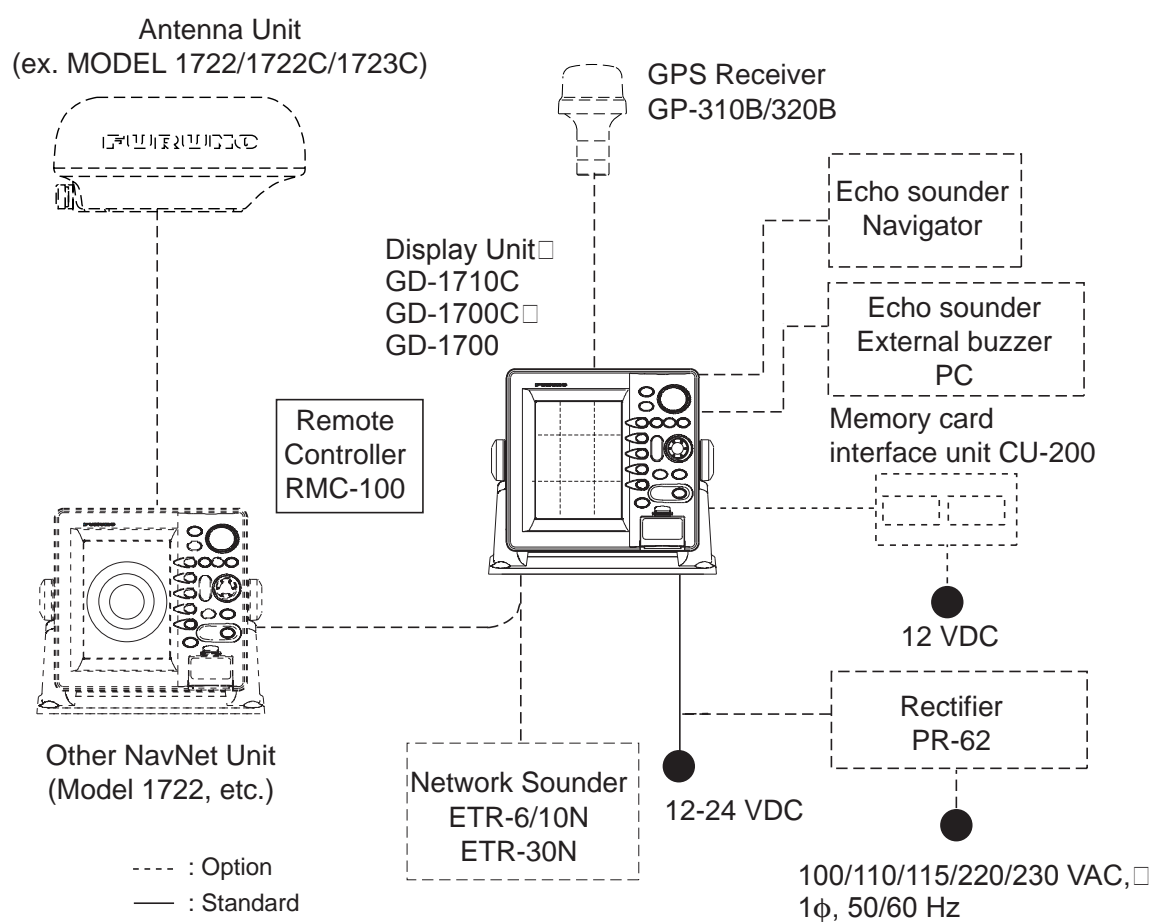 Antenna Unit
(ex. MODEL 1722/1722C/1723C)
FURUNO
GPS Receiver
GP-310B/320B
Echo sounder
Navigator
Display Unit□
GD-1710C
GD-1700C□
GD-1700
Echo sounder
External buzzer
PC
FURUNO
Remote
Controller
RMC-100
Memory card
interface unit CU-200
FURUNO
12 VDC
Rectifier
PR-62
Other NavNet Unit
(Model 1722, etc.)
Network Sounder
ETR-6/10N
ETR-30N
12-24 VDC
---- : Option
— : Standard
100/110/115/220/230 VAC,□
1ϕ, 50/60 Hz